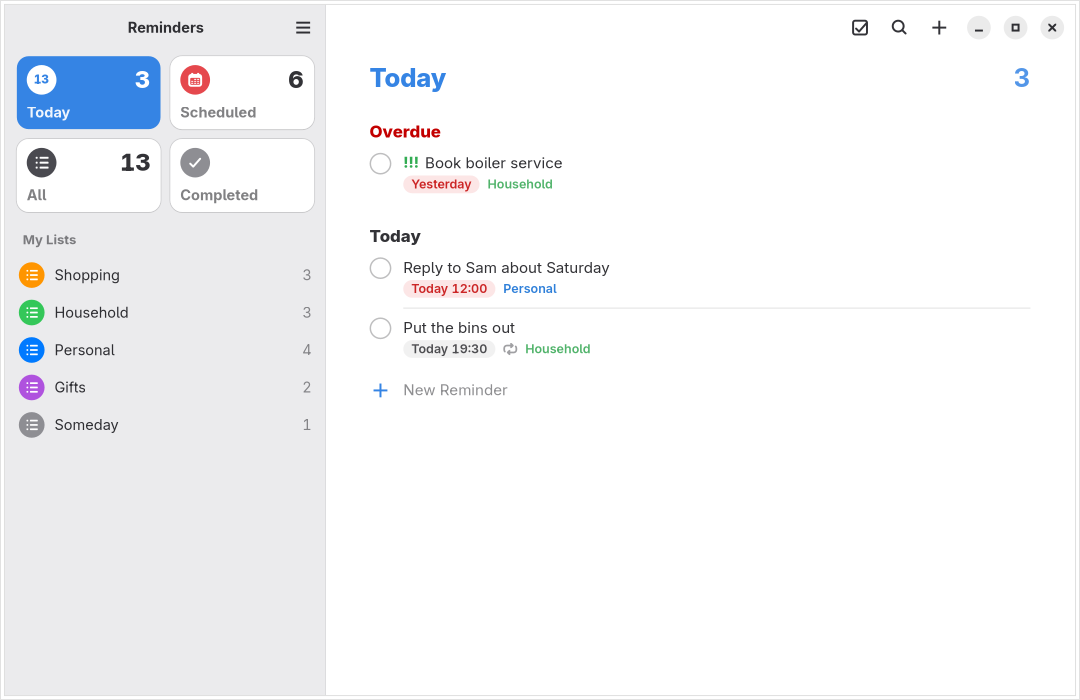 Reminders
13
3
Today
6
Scheduled
13
All
Completed
My Lists
Shopping 3
Household 3
Personal 4
Gifts 2
Someday 1
Today 3
Overdue
!!! Book boiler service
Yesterday Household
Today
Reply to Sam about Saturday
Today 12:00 Personal
Put the bins out
Today 19:30 Household
New Reminder